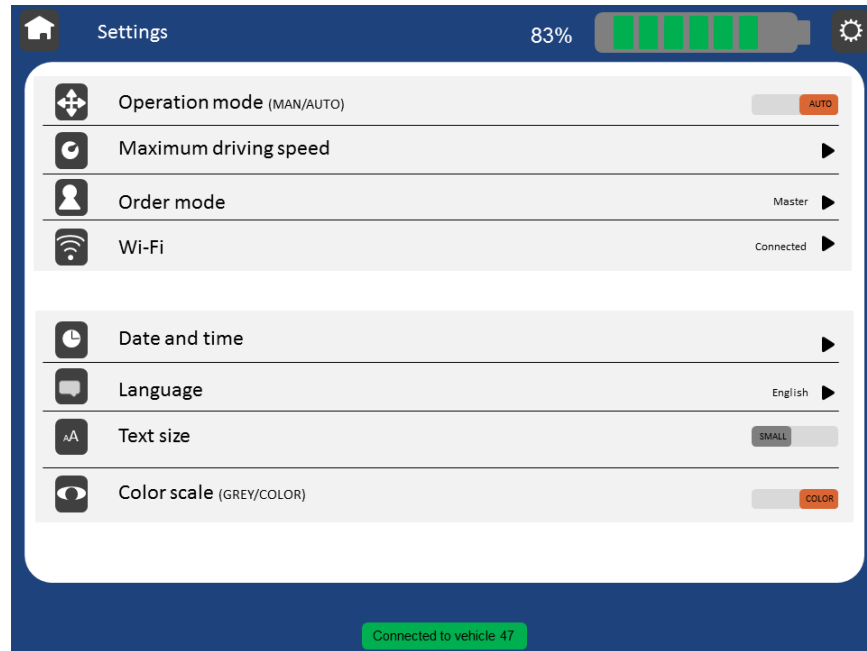 Settings 83%
Operation mode (MAN/AUTO) AUTO
Maximum driving speed
Order mode Master
Wi-Fi Connected
Date and time
Language English
AA Text size SMALL
Color scale (GREY/COLOR) COLOR
Connected to vehicle 47